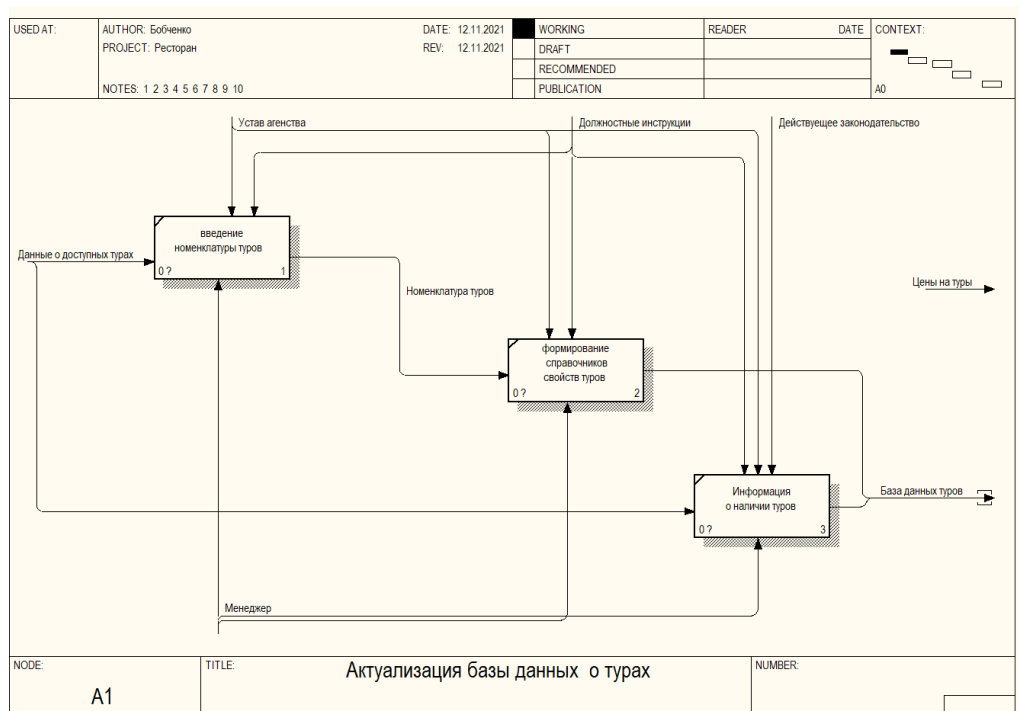 USED AT:
AUTHOR: Бобченко
DATE: 12.11.2021
WORKING
READER
DATE
CONTEXT:
PROJECT: Ресторан
REV: 12.11.2021
DRAFT
RECOMMENDED
NOTES: 1 2 3 4 5 6 7 8 9 10
PUBLICATION
A0
Устав агенства
Должностные инструкции
Действущее законодательство
введение
номенклатуры туров
0 ?
1
Данные о доступных турах
Цены на туры
Номенклатура туров
формирование
справочников
свойств туров
0 ?
2
Информация
о наличии туров
0 ?
3
База данных туров
Менеджер
NODE:
TITLE:
Актуализация базы данных о турах
NUMBER:
A1